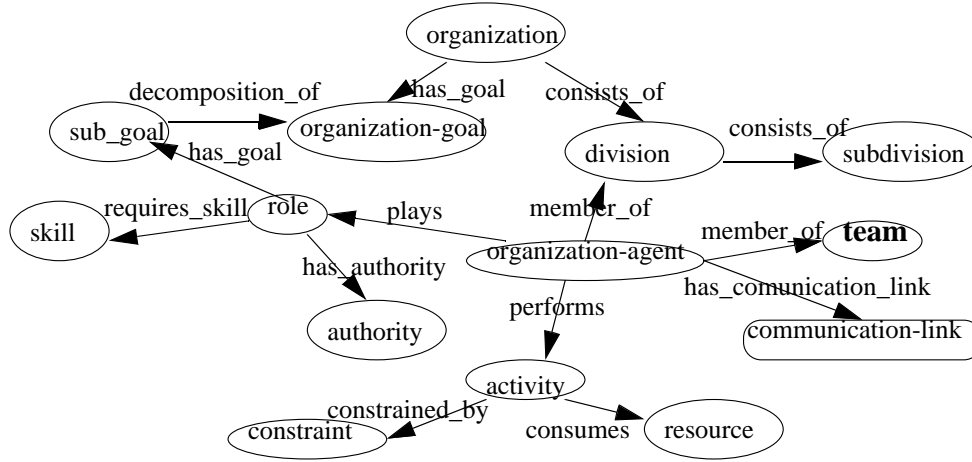 organization
decomposition_of
has_goal
consists_of
sub_goal
organization-goal
consists_of
has_goal
division
subdivision
requires_skill
role
plays
member_of
member_of
team
skill
organization-agent
has_authority
has_comunication_link
performs
authority
communication-link
activity
constrained_by
constraint
consumes
resource